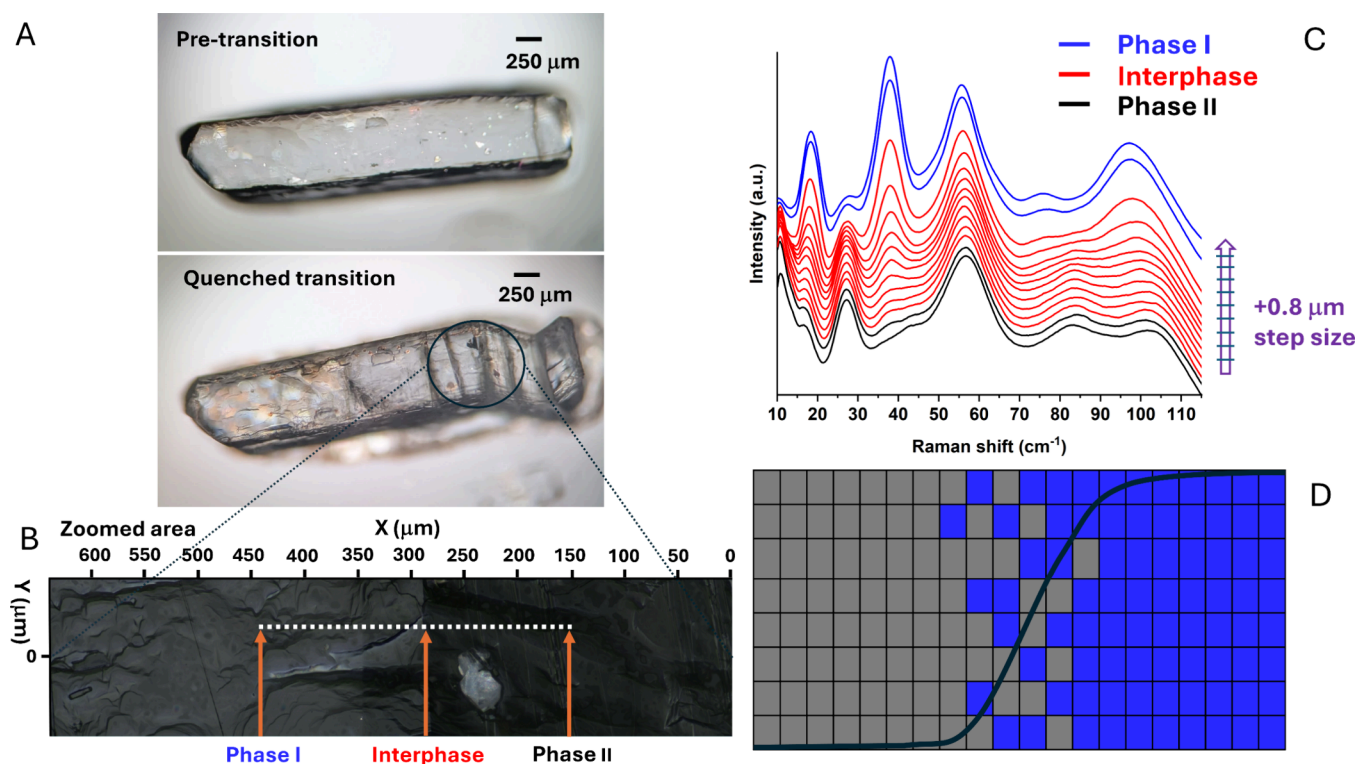 A
Pre-transition
250 μm
Quenched transition
250 μm
B
Zoomed area
X (μm)
600 550 500 450 400 350 300 250 200 150 100 50 0
Y (μm)
0
Phase I
Interphase
Phase II
C
Phase I
Interphase
Phase II
Intensity (a.u.)
10 20 30 40 50 60 70 80 90 100 110
Raman shift (cm-1)
+0.8 μm
step size
D